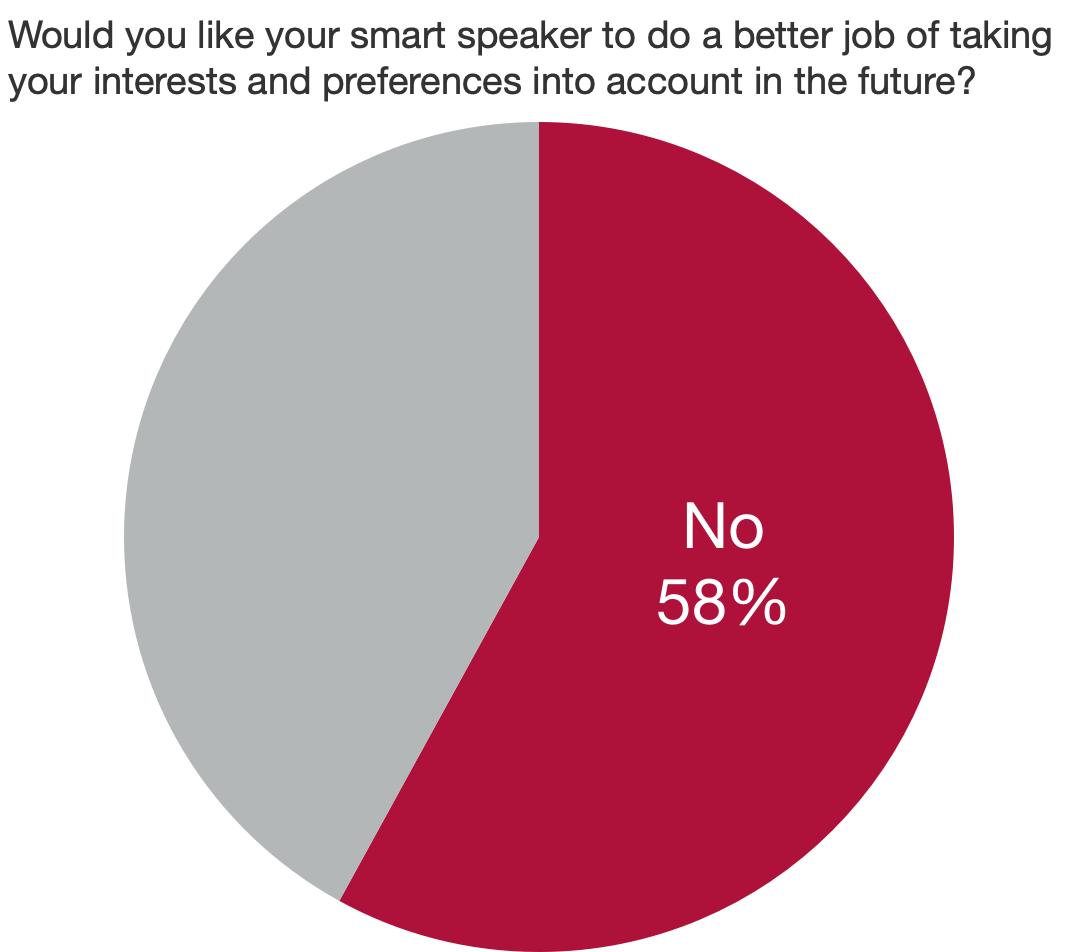 Would you like your smart speaker to do a better job of taking
your interests and preferences into account in the future?
No
58%